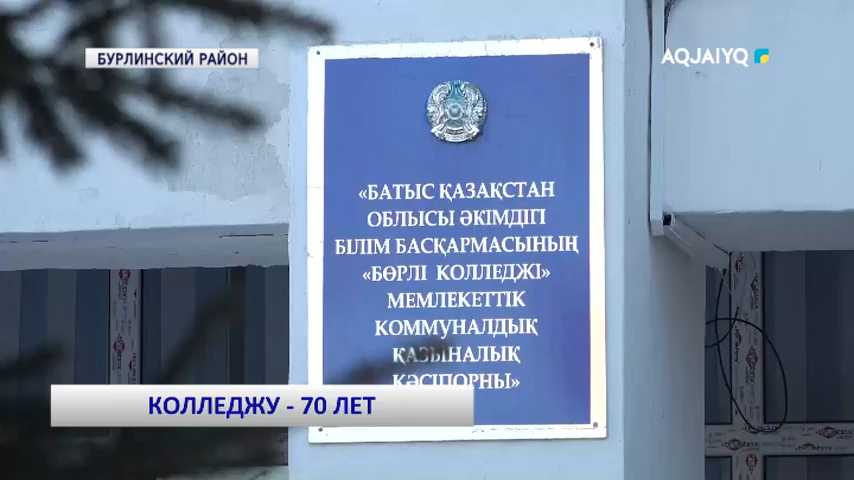 БУРЛИНСКИЙ РАЙОН
AQJAIYQ
«БАТЫС ҚАЗАҚСТАН
ОБЛЫСЫ ӘКІМДІГІ
БІЛІМ БАСҚАРМАСЫНЫҢ
«БӨРЛІ КОЛЛЕДЖІ»
МЕМЛЕКЕТТІК
КОММУНАЛДЫҚ
ҚАЗЫНАЛЫҚ
КӘСІПОРНЫ»
КОЛЛЕДЖУ - 70 ЛЕТ